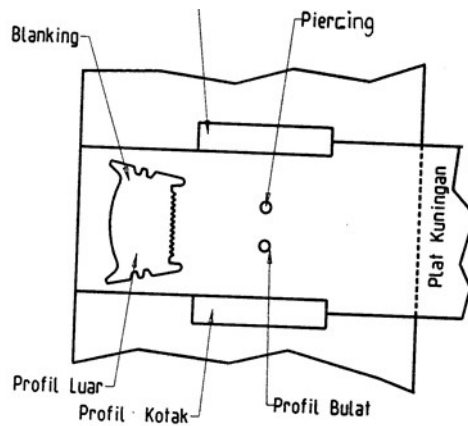 Blanking
Piercing
Plat Kuningan
Profil Luar
Profil Kotak
Profil Bulat